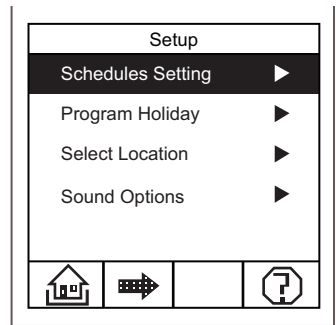 Setup
Schedules Setting
Program Holiday
Select Location
Sound Options
?